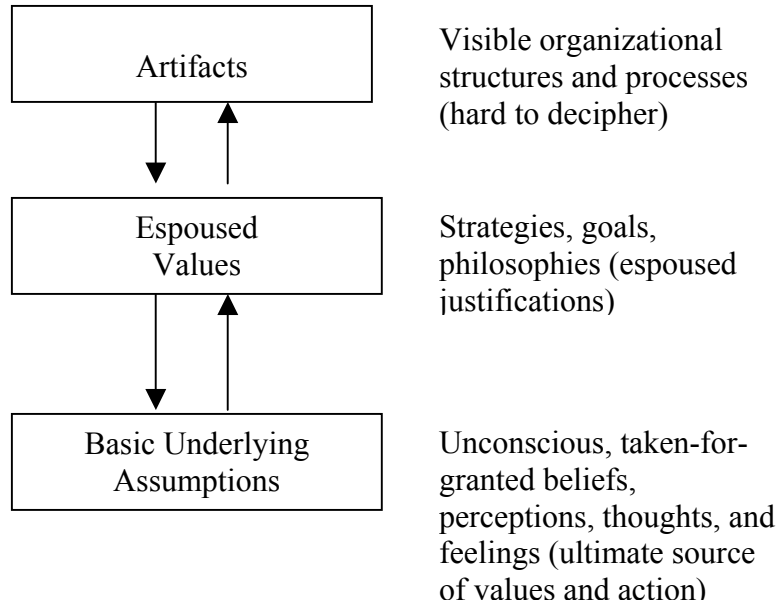 Artifacts
Visible organizational
structures and processes
(hard to decipher)
Espoused
Values
Strategies, goals,
philosophies (espoused
justifications)
Basic Underlying
Assumptions
Unconscious, taken-for-
granted beliefs,
perceptions, thoughts, and
feelings (ultimate source
of values and action)